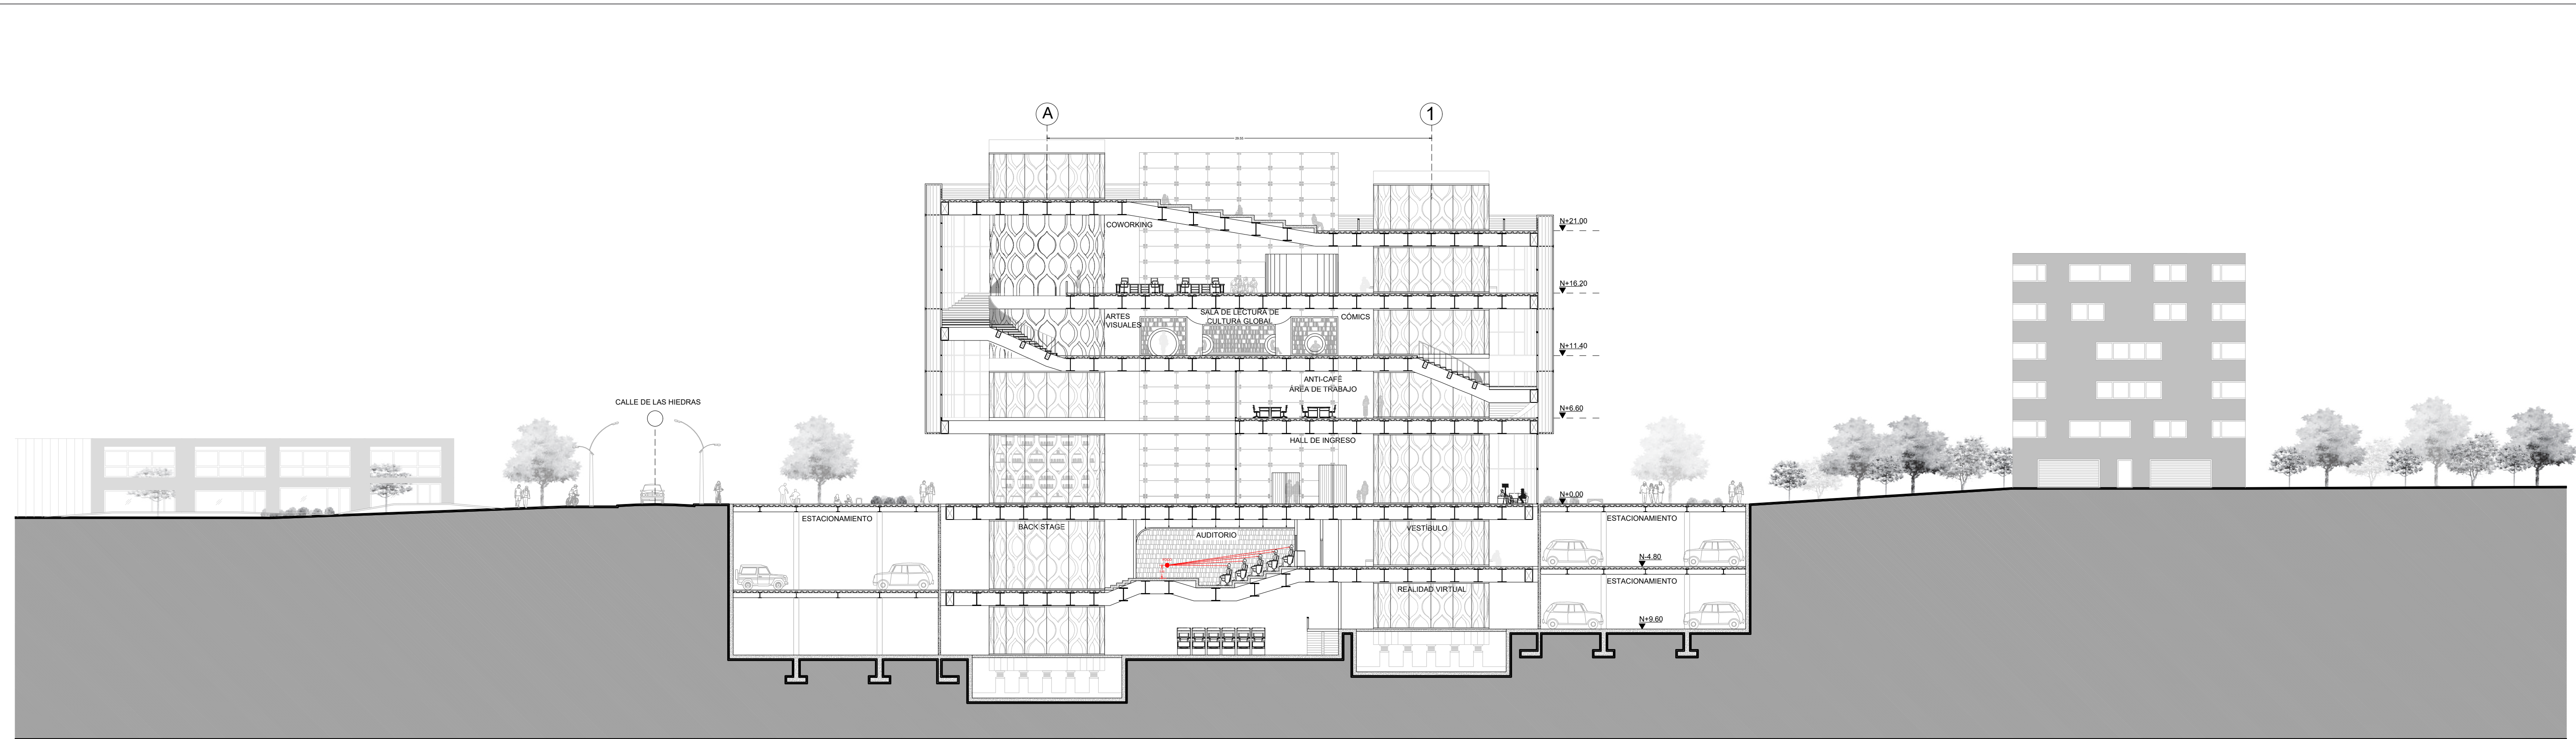 A
1
COWORKING
N+21.00
N+16.20
ARTES
VISUALES
SALA DE LECTURA DE
CULTURA GLOBAL
CÓMICS
N+11.40
ANTI-CAFÉ
ÁREA DE TRABAJO
CALLE DE LAS HIEDRAS
N+6.60
HALL DE INGRESO
N+0.00
ESTACIONAMIENTO
BACK STAGE
AUDITORIO
VESTÍBULO
ESTACIONAMIENTO
N-4.80
ESTACIONAMIENTO
REALIDAD VIRTUAL
N+9.60